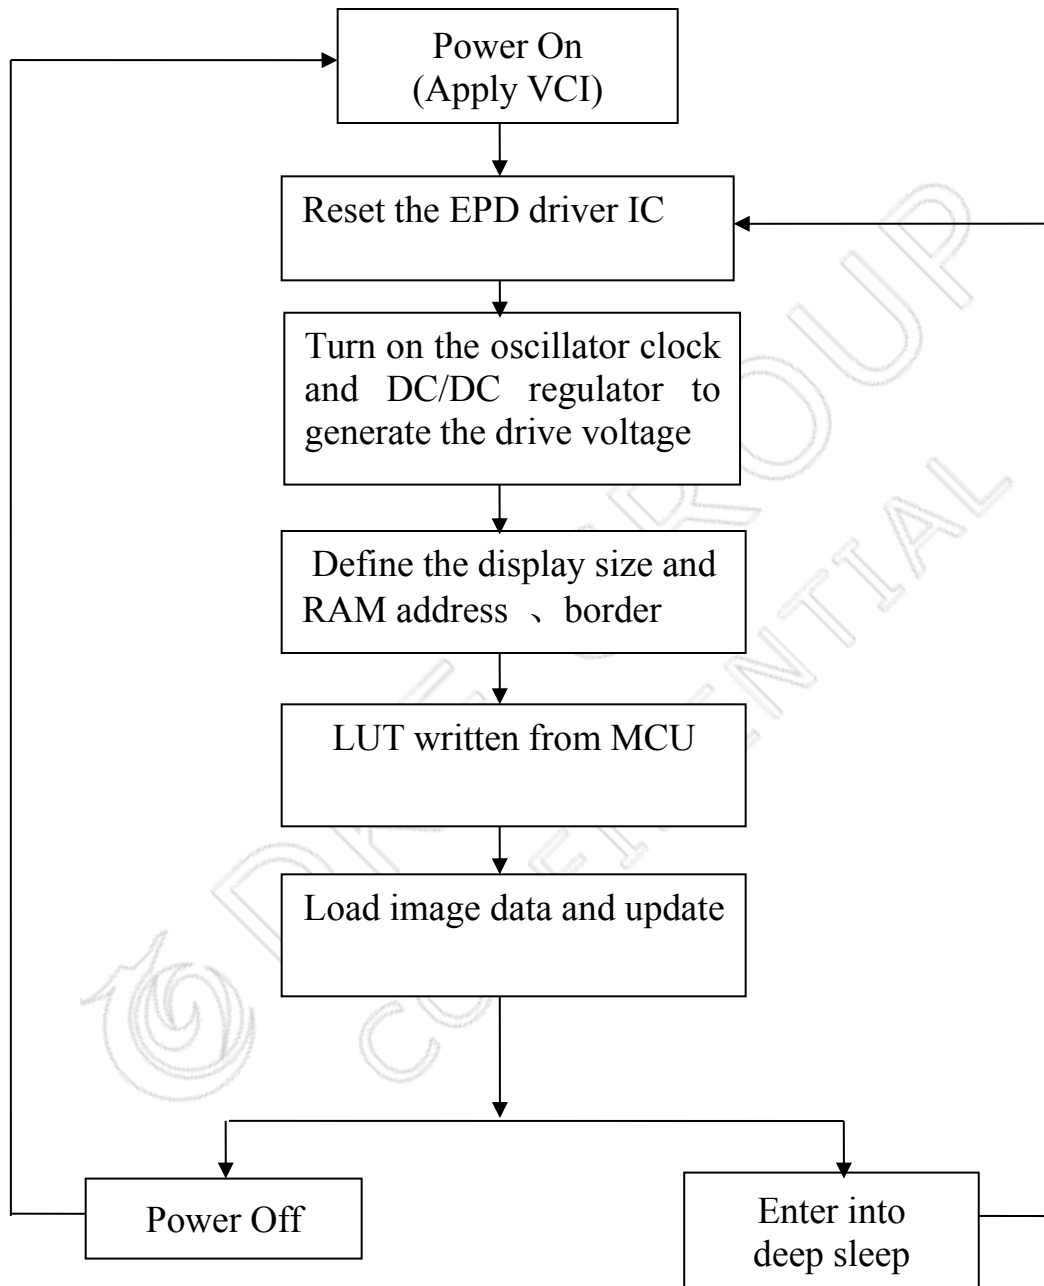 Power On
(Apply VCI)
Reset the EPD driver IC
Turn on the oscillator clock
and DC/DC regulator to
generate the drive voltage
Define the display size and
RAM address 、border
LUT written from MCU
Load image data and update
Power Off
Enter into
deep sleep
GROUP
CONFIDENTIAL